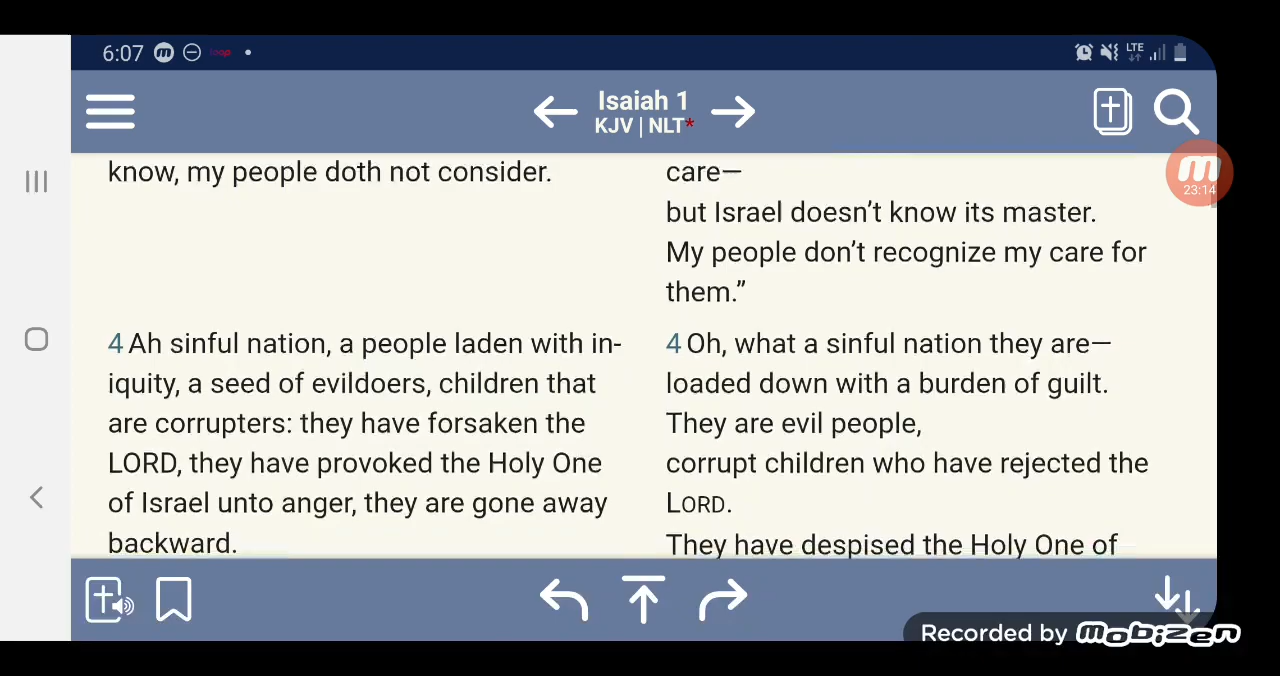 6:07
LTE
Isaiah 1
KJV | NLT*
23:14
know, my people doth not consider.
4 Ah sinful nation, a people laden with in-
iquity, a seed of evildoers, children that
are corrupters: they have forsaken the
LORD, they have provoked the Holy One
of Israel unto anger, they are gone away
backward.
care—
but Israel doesn’t know its master.
My people don’t recognize my care for
them.”
4 Oh, what a sinful nation they are—
loaded down with a burden of guilt.
They are evil people,
corrupt children who have rejected the
LORD.
They have despised the Holy One of
Recorded by mobizen